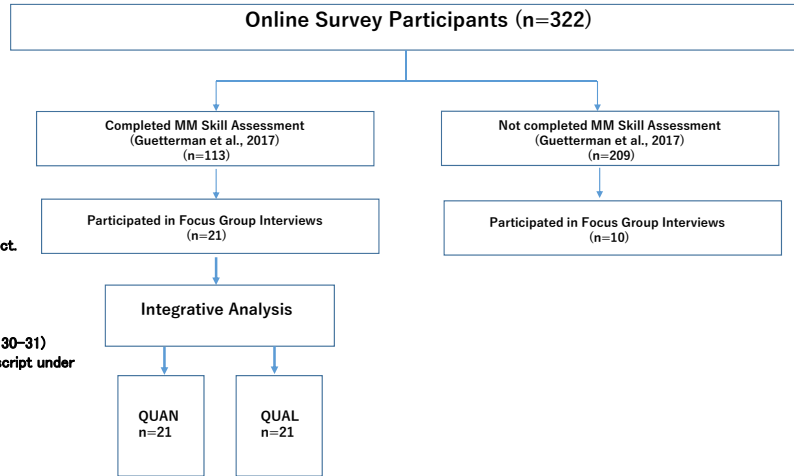 Online Survey Participants (n=322)
Completed MM Skill Assessment
(Guetterman et al., 2017)
(n=113)
Not completed MM Skill Assessment
(Guetterman et al., 2017)
(n=209)
Participated in Focus Group Interviews
(n=21)
Participated in Focus Group Interviews
(n=10)
ct.
Integrative Analysis
30-31)
script under
QUAN
n=21
QUAL
n=21